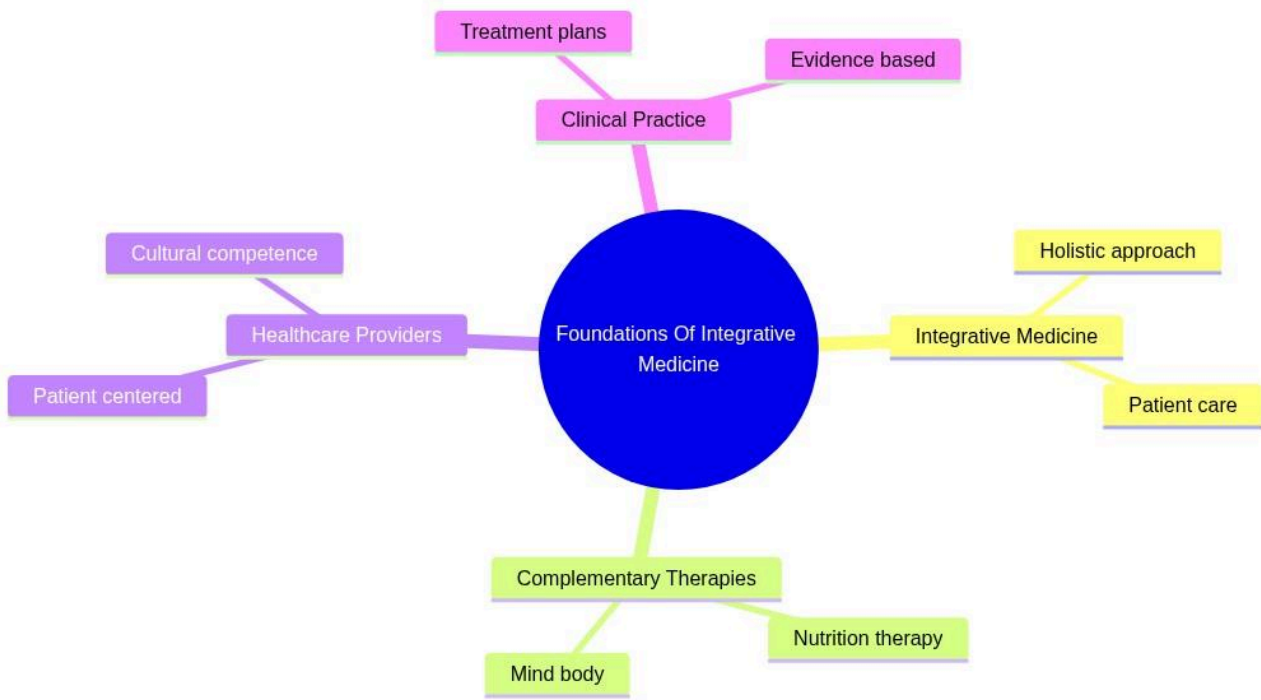 Treatment plans
Evidence based
Clinical Practice
Cultural competence
Holistic approach
Healthcare Providers
Foundations Of Integrative
Medicine
Integrative Medicine
Patient centered
Patient care
Complementary Therapies
Nutrition therapy
Mind body